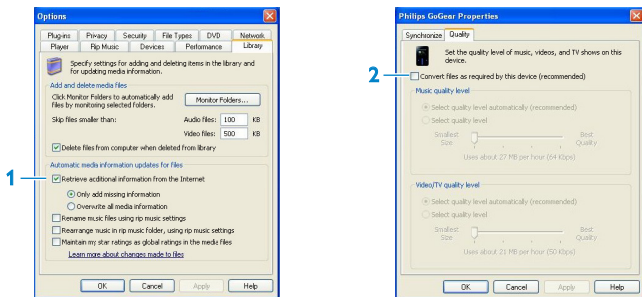 Options
Plug-ins Privacy Security File Types DVD Network
Player Rip Music Devices Performance Library
Specify settings for adding and deleting items in the library and
for updating media information.
Add and delete media files
Click Monitor Folders to automatically add
files by monitoring selected folders.
Monitor Folders...
Skip files smaller than: Audio files: 100 KB
Video files: 500 KB
Delete files from computer when deleted from library
Automatic media information updates for files
1
Retrieve additional information from the Internet
Only add missing information
Overwrite all media information
Rename music files using rip music settings
Rearrange music in rip music folder, using rip music settings
Maintain my star ratings as global ratings in the media files
Learn more about changes made to files
OK Cancel Apply Help
Philips GoGear Properties
Synchronize Quality
Set the quality level of music, videos, and TV shows on this
device.
2
Convert files as required by this device (recommended)
Music quality level
Select quality level automatically (recommended)
Select quality level
Smallest Size
Best Quality
Uses about 27 MB per hour (64 Kbps)
Video/TV quality level
Select quality level automatically (recommended)
Select quality level
Smallest Size
Best Quality
Uses about 21 MB per hour (50 Kbps)
OK Cancel Apply Help